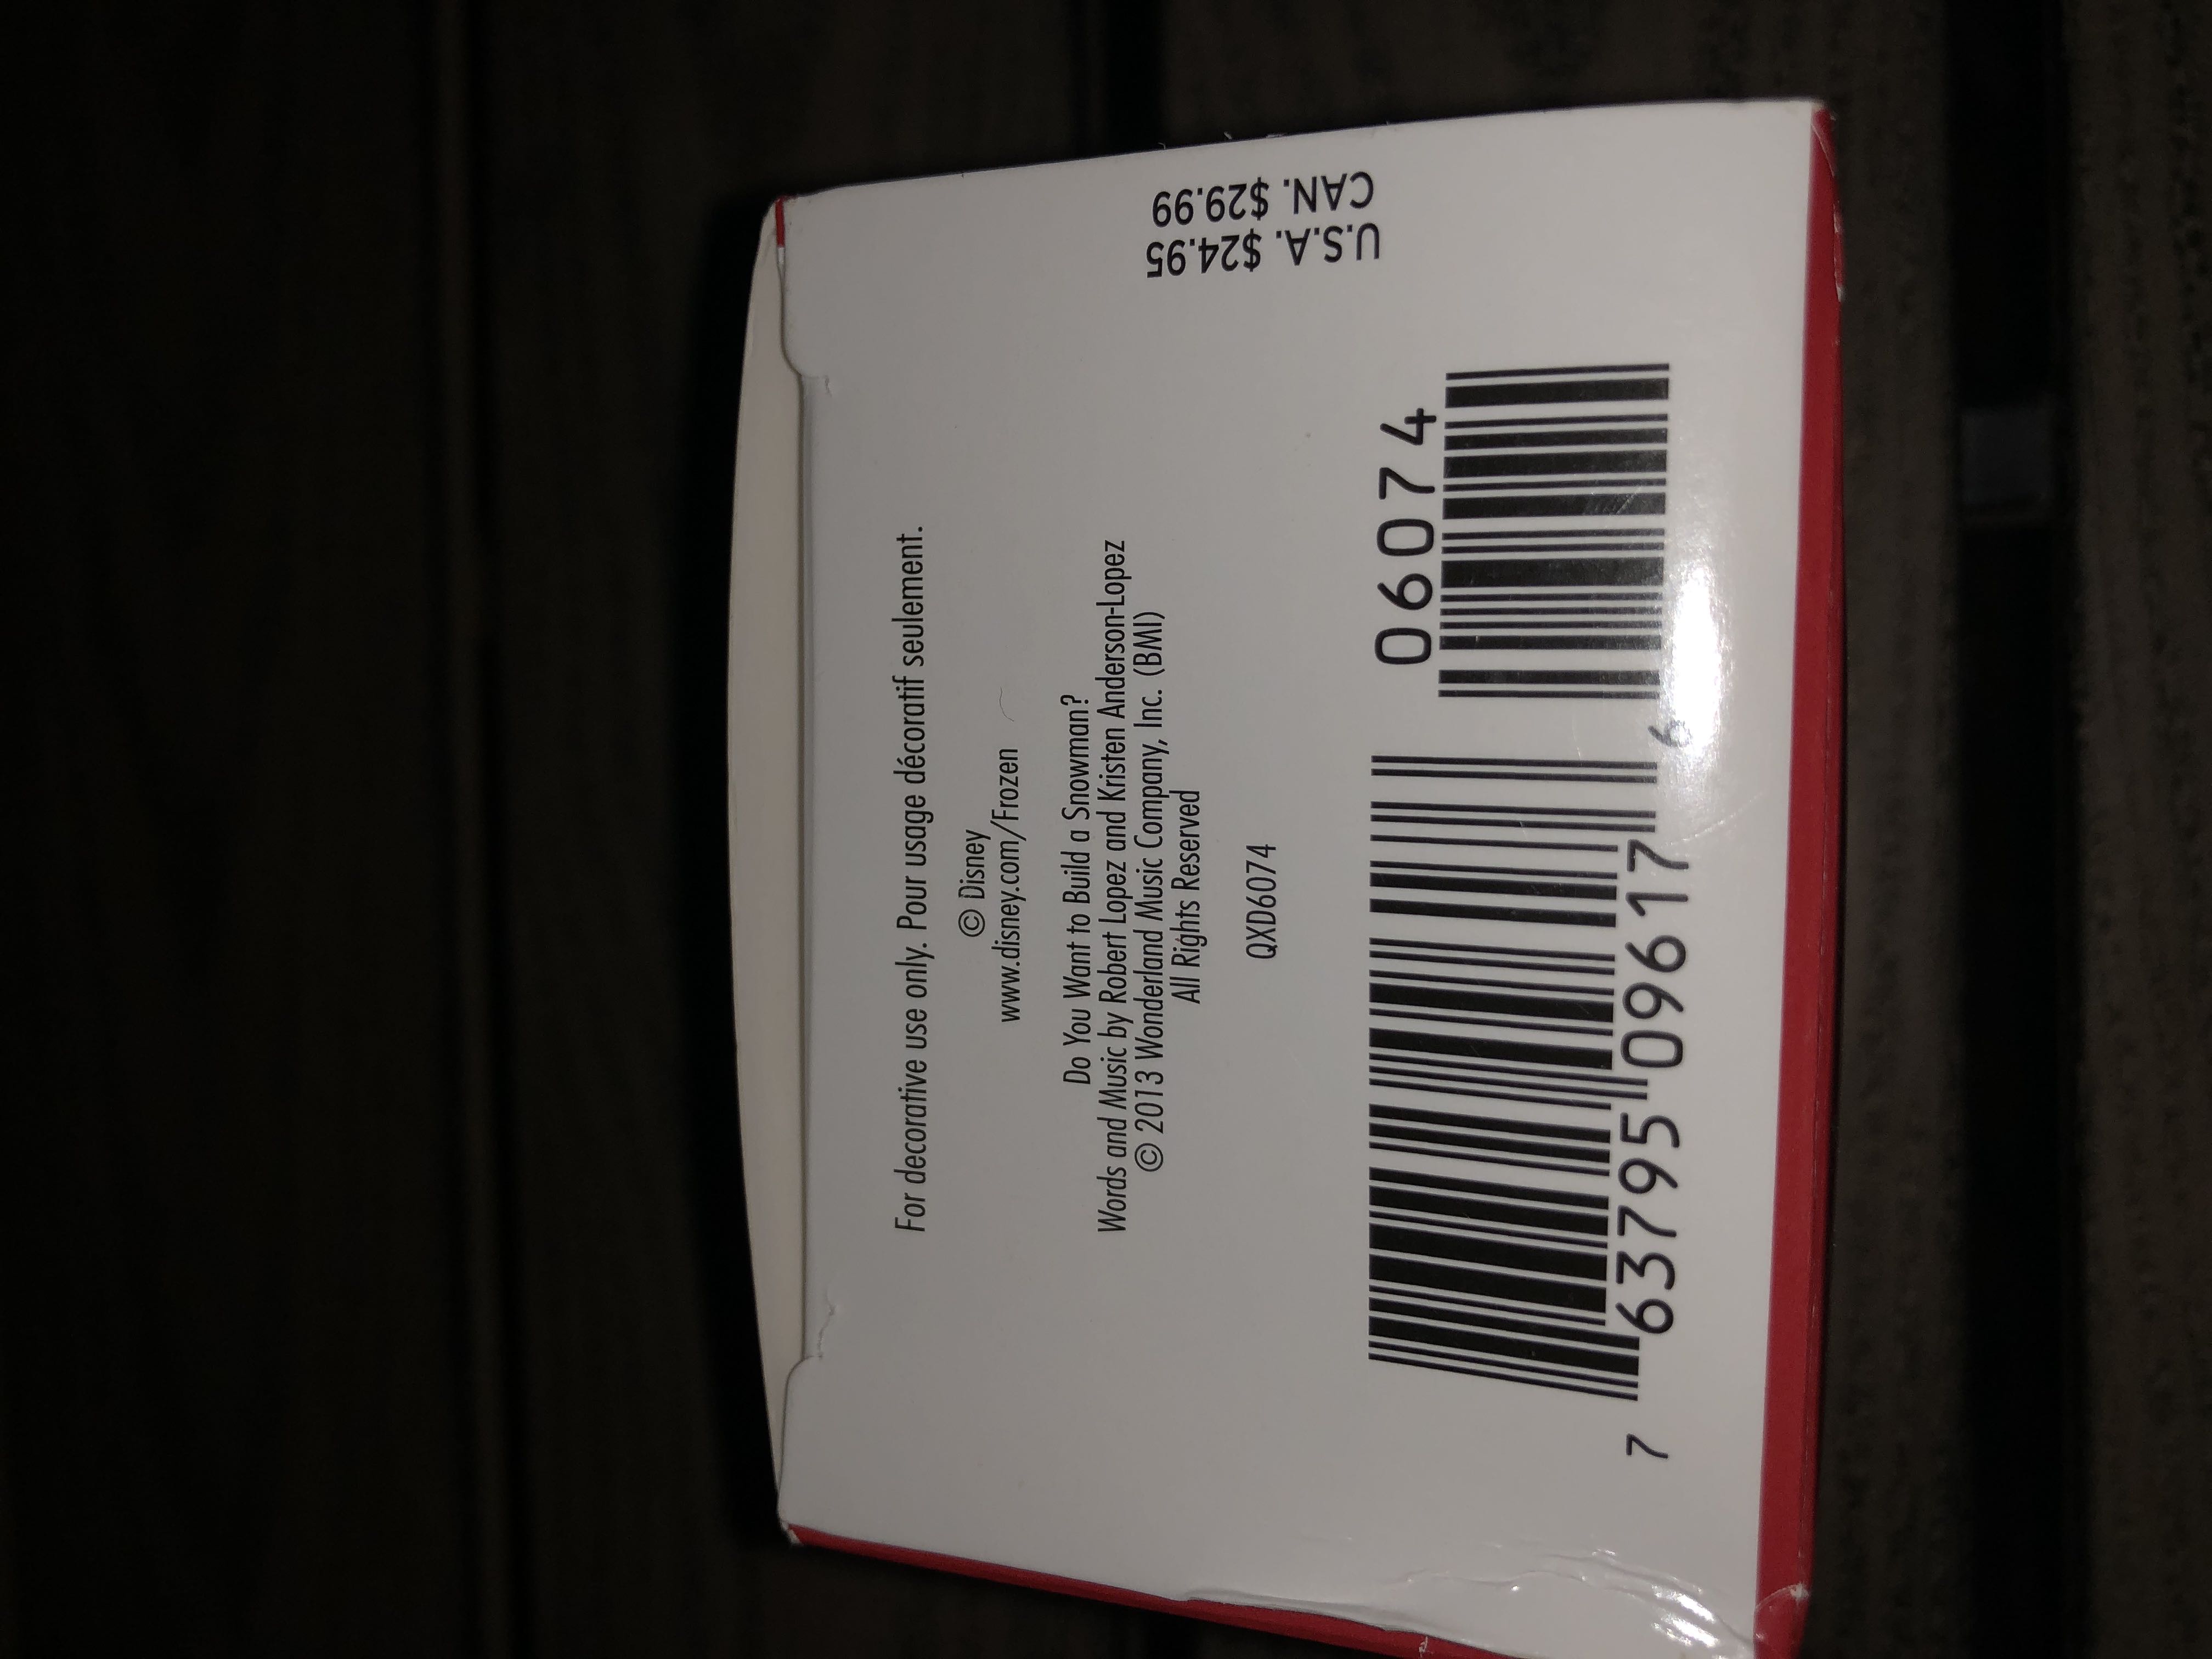 For decorative use only. Pour usage décoratif seulement.
© Disney
www.disney.com/Frozen
Do You Want to Build a Snowman?
Words and Music by Robert Lopez and Kristen Anderson-Lopez
© 2013 Wonderland Music Company, Inc. (BMI)
All Rights Reserved
QXD6074
7 63795 09617 6
06074
U.S.A. $24.95
CAN. $29.99